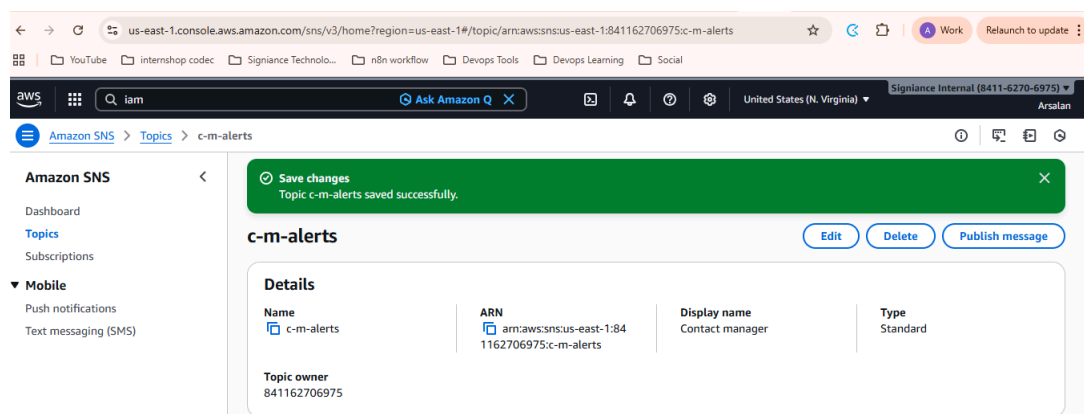 us-east-1.console.aws.amazon.com/sns/v3/home?region=us-east-1#/topic/arn:aws:sns:us-east-1:841162706975:c-m-alerts
A Work
Relaunch to update
YouTube internshop codec Signiance Technolo... n8n workflow Devops Tools Devops Learning Social
aws
iam
Ask Amazon Q
United States (N. Virginia)
Signiance Internal (8411-6270-6975)
Arsalan
Amazon SNS > Topics > c-m-alerts
Amazon SNS
Dashboard
Topics
Subscriptions
Mobile
Push notifications
Text messaging (SMS)
Save changes
Topic c-m-alerts saved successfully.
c-m-alerts
Edit Delete Publish message
Details
Name
c-m-alerts
ARN
arn:aws:sns:us-east-1:84
1162706975:c-m-alerts
Display name
Contact manager
Type
Standard
Topic owner
841162706975